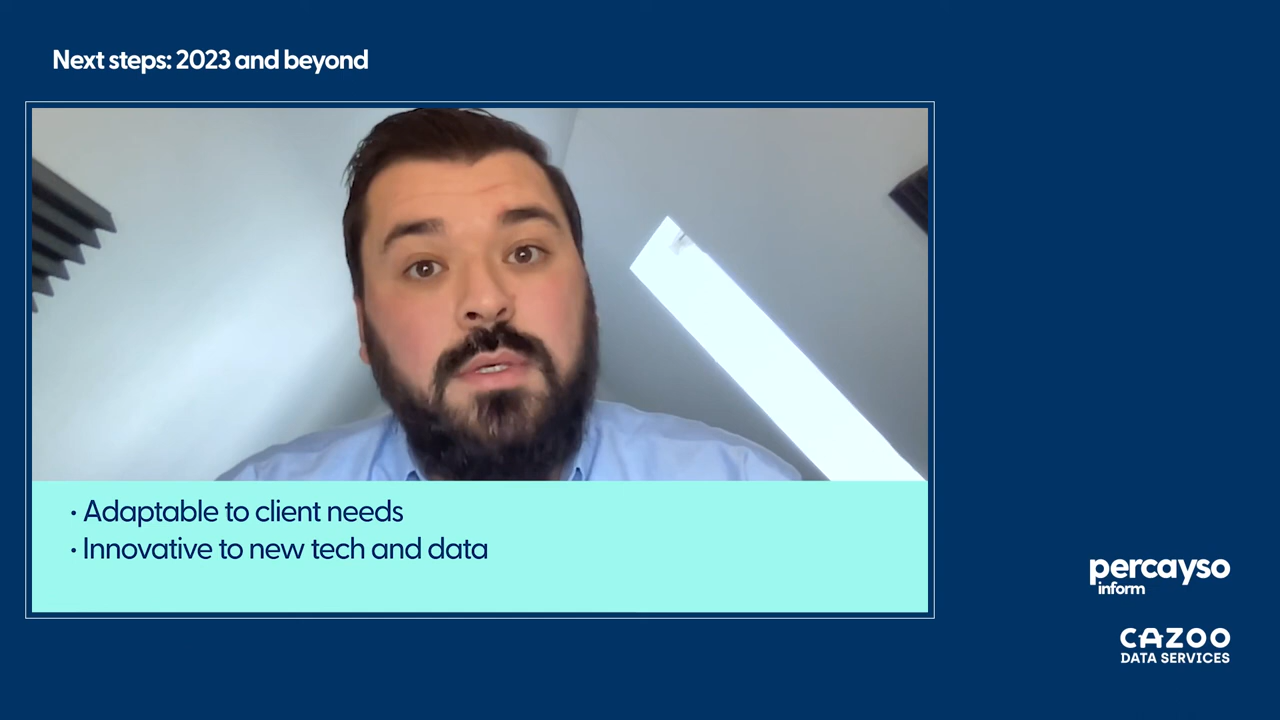 Next steps: 2023 and beyond
· Adaptable to client needs
· Innovative to new tech and data
percayso
inform
CAZOO
DATA SERVICES